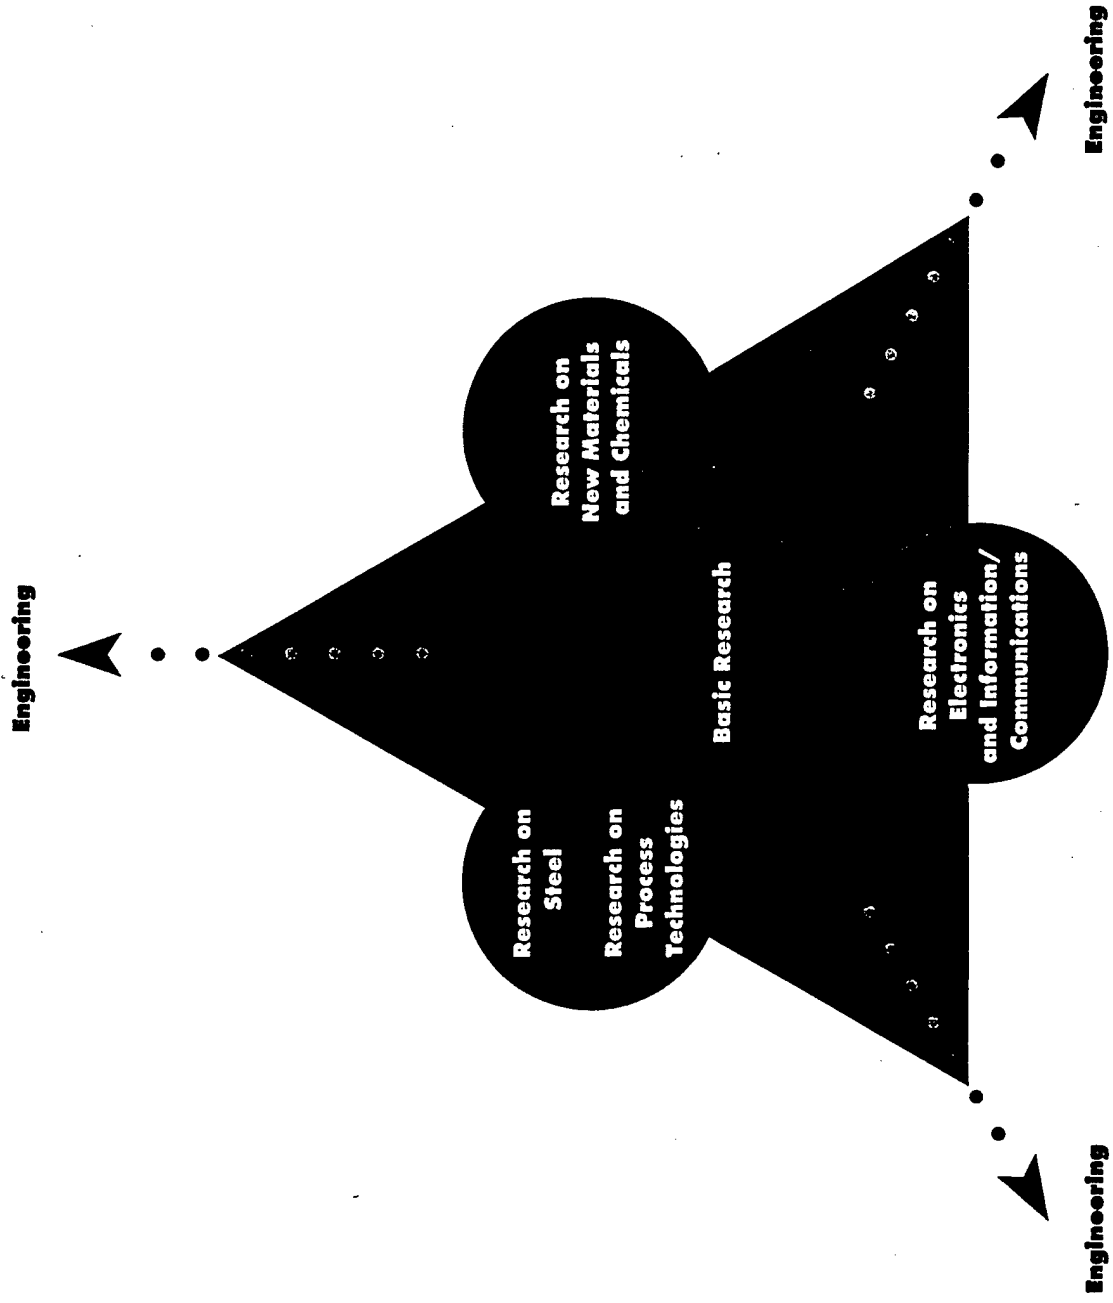 Engineering
Research on
Steel
Research on
Process
Technologies
Basic Research
Research on
New Materials
and Chemicals
Research on
Electronics
and Information/
Communications
Engineering
Engineering